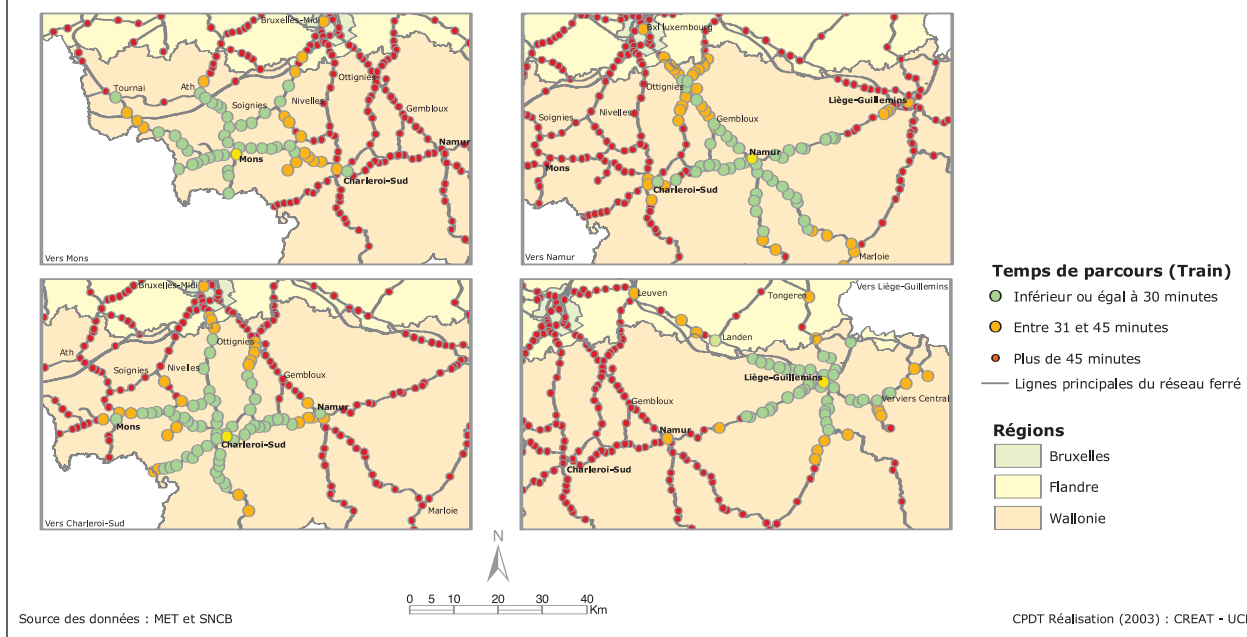 Bruxelles-Midi
Tournai
Ath
Soignies
Nivelles
Ottignies
Gembloux
Mons
Namur
Charleroi-Sud
Vers Mons
Bxl luxembourg
Ottignies
Liège-Guillemins
Soignies
Nivelles
Gembloux
Mons
Namur
Charleroi-Sud
Marloie
Vers Namur
Bruxelles-Midi
Ottignies
Ath
Soignies
Nivelles
Gembloux
Namur
Mons
Charleroi-Sud
Marloie
Vers Charleroi-Sud
Vers Liège-Guillemins
Leuven
Tongeren
Landen
Liège-Guillemins
Gembloux
Verviers Central
Namur
Charleroi-Sud
Temps de parcours (Train)
Inférieur ou égal à 30 minutes
Entre 31 et 45 minutes
Plus de 45 minutes
Lignes principales du réseau ferré
Régions
Bruxelles
Flandre
Wallonie
N
0 5 10 20 30 40
Km
Source des données : MET et SNCB
CPDT Réalisation (2003) : CREAT - UCL